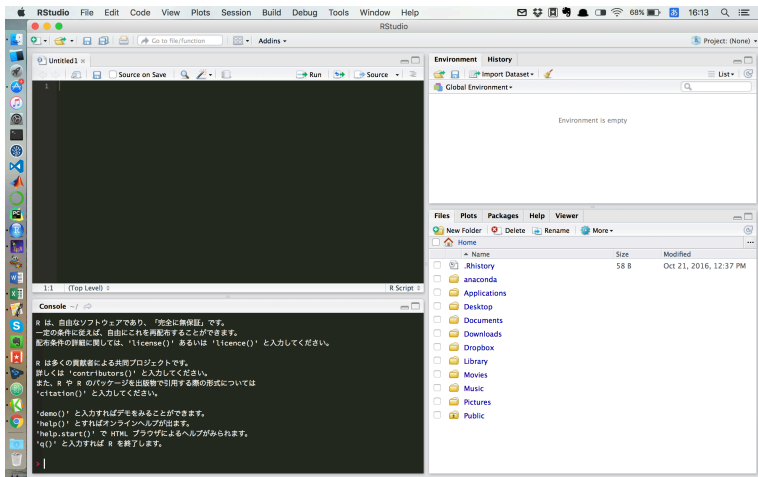 RStudio File Edit Code View Plots Session Build Debug Tools Window Help 68% あ 16:13
RStudio
Go to file/function Addins Project: (None)
Untitled1
Source on Save Run Source
1
1:1 (Top Level) R Script
Console ~/
R は、自由なソフトウェアであり、「完全に無保証」です。
一定の条件に従えば、自由にこれを再配布することができます。
配布条件の詳細に関しては、'license()' あるいは 'licence()' と入力してください。
R は多くの貢献者による共同プロジェクトです。
詳しくは 'contributors()' と入力してください。
また、R や R のパッケージを出版物で引用する際の形式については
'citation()' と入力してください。
'demo()' と入力すればデモをみることができます。
'help()' とすればオンラインヘルプが出ます。
'help.start()' で HTML ブラウザによるヘルプがみられます。
'q()' と入力すれば R を終了します。
>
Environment History
Import Dataset List
Global Environment
Environment is empty
Files Plots Packages Help Viewer
New Folder Delete Rename More
Home
Name Size Modified
.Rhistory 58 B Oct 21, 2016, 12:37 PM
anaconda
Applications
Desktop
Documents
Downloads
Dropbox
Library
Movies
Music
Pictures
Public